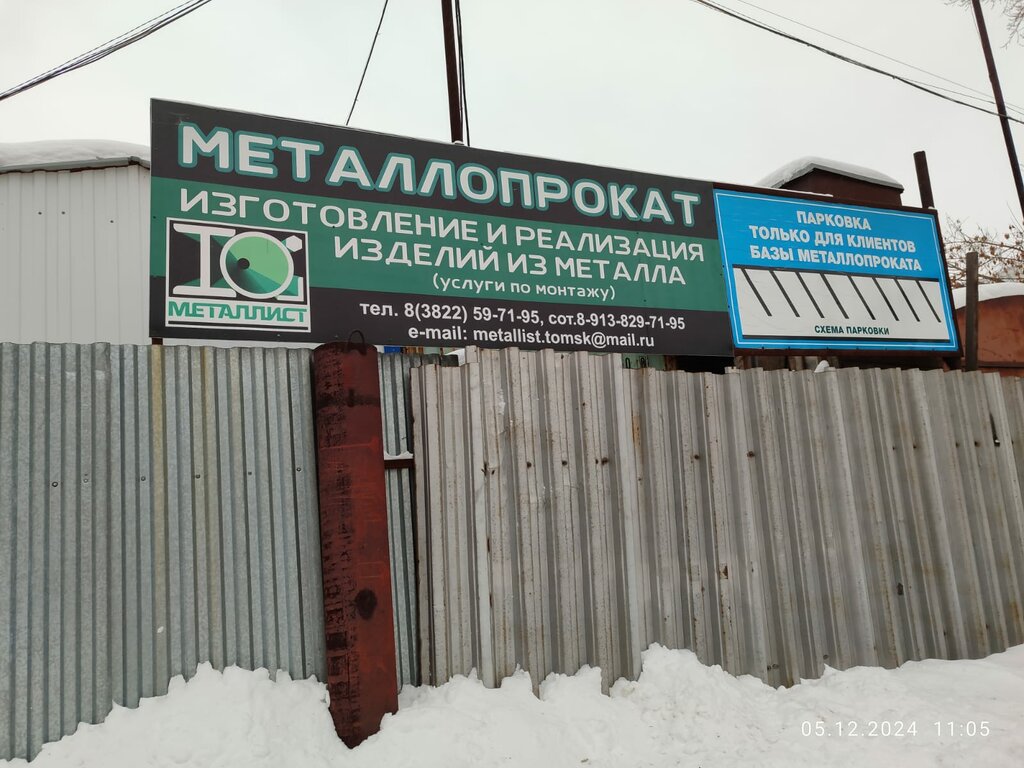 МЕТАЛЛОПРОКАТ
ИЗГОТОВЛЕНИЕ И РЕАЛИЗАЦИЯ
ИЗДЕЛИЙ ИЗ МЕТАЛЛА
(услуги по монтажу)
МЕТАЛЛИСТ
тел. 8(3822) 59-71-95, сот.8-913-829-71-95
e-mail: metallist.tomsk@mail.ru
ПАРКОВКА
ТОЛЬКО ДЛЯ КЛИЕНТОВ
БАЗЫ МЕТАЛЛОПРОКАТА
СХЕМА ПАРКОВКИ
05.12.2024 11:05